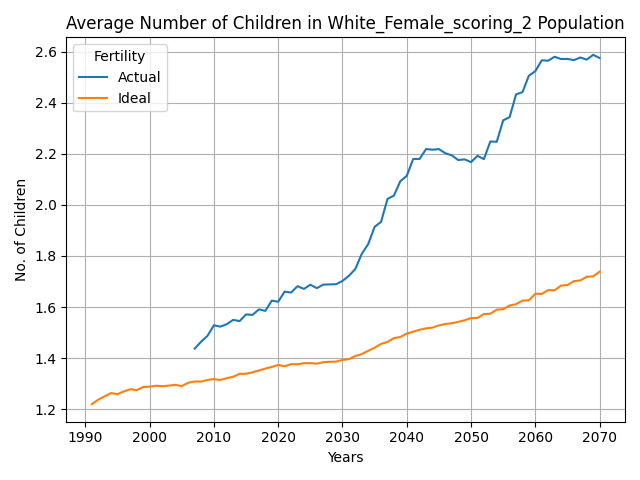 Average Number of Children in White_Female_scoring_2 Population
Fertility
Actual
Ideal
No. of Children
2.6
2.4
2.2
2.0
1.8
1.6
1.4
1.2
1990 2000 2010 2020 2030 2040 2050 2060 2070
Years